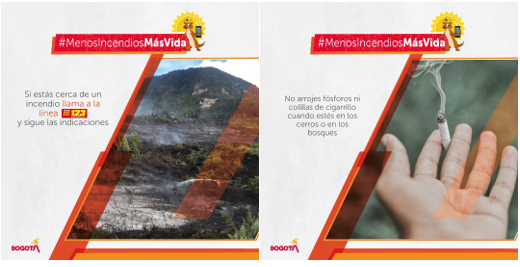 #MenosIncendiosMásVida
Si estás cerca de un
incendio llama a la
línea 123
y sigue las indicaciones
BOGOTÁ
#MenosIncendiosMásVida
No arrojes fósforos ni
colillas de cigarrillo
cuando estés en los
cerros o en los
bosques
BOGOTÁ